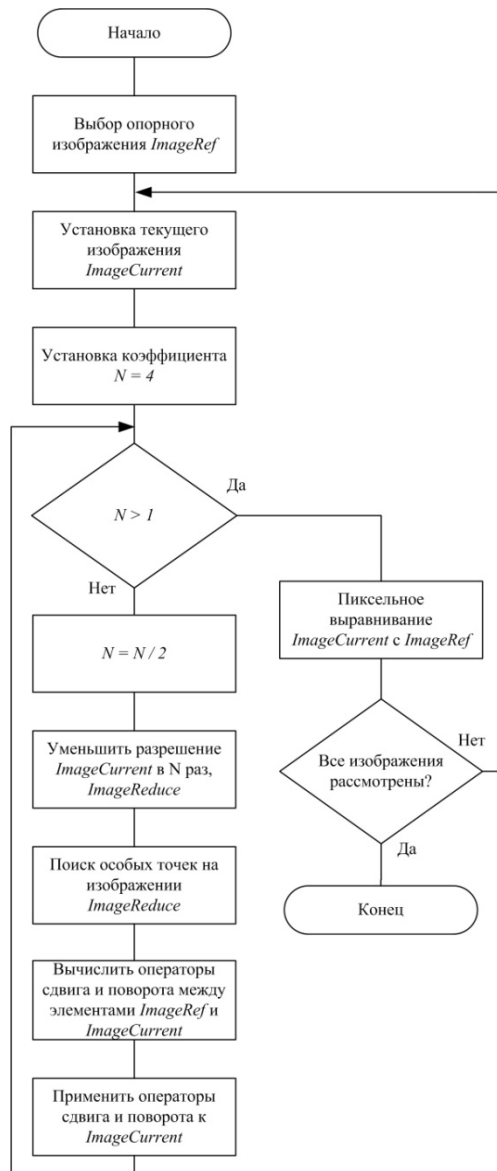 Начало
Выбор опорного
изображения ImageRef
Установка текущего
изображения
ImageCurrent
Установка коэффициента
N = 4
Да
N > 1
Нет
Пиксельное
выравнивание
ImageCurrent с ImageRef
N = N / 2
Нет
Все изображения
рассмотрены?
Да
Уменьшить разрешение
ImageCurrent в N раз,
ImageReduce
Поиск особых точек на
изображении
ImageReduce
Конец
Вычислить операторы
сдвига и поворота между
элементами ImageRef и
ImageCurrent
Применить операторы
сдвига и поворота к
ImageCurrent